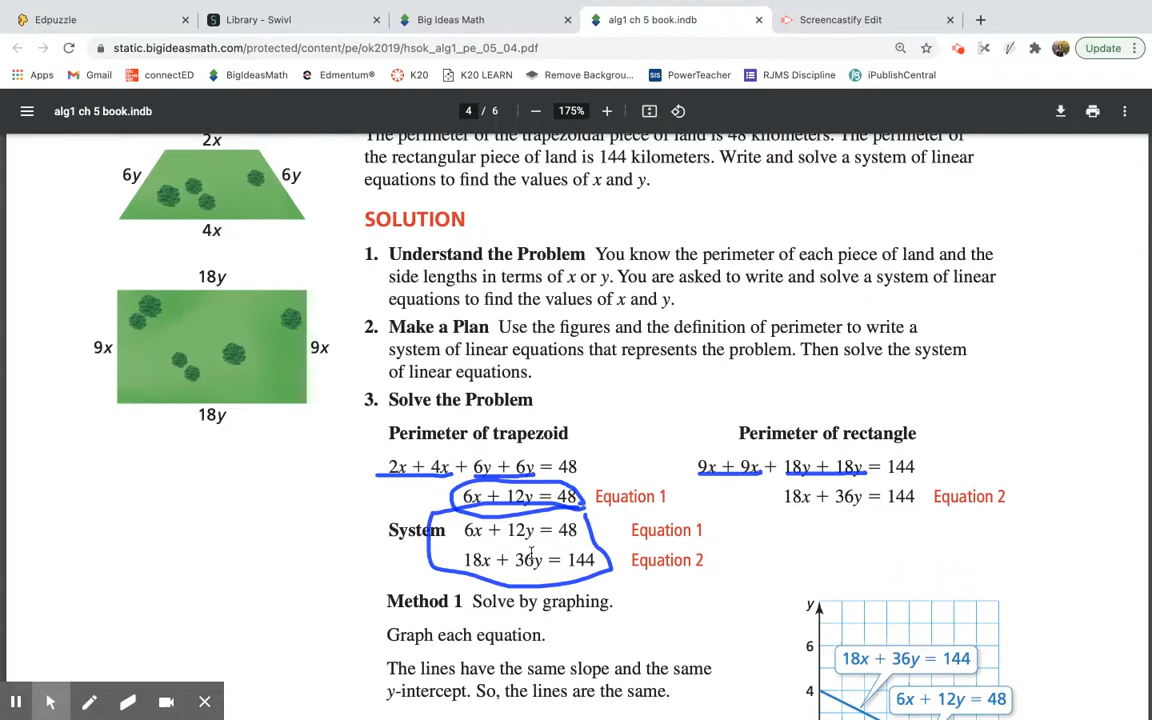 Edpuzzle
Library - Swivl
Big Ideas Math
alg1 ch 5 book.indb
Screencastify Edit
static.bigideasmath.com/protected/content/pe/ok2019/hsok_alg1_pe_05_04.pdf
Update
Apps
Gmail
connectED
BigIdeasMath
Edmentum®
K20
K20 LEARN
Remove Backgrou...
SIS
PowerTeacher
RJMS Discipline
iPublishCentral
alg1 ch 5 book.indb
4 / 6
175%
The perimeter of the trapezoidal piece of land is 48 kilometers. The perimeter of
the rectangular piece of land is 144 kilometers. Write and solve a system of linear
equations to find the values of x and y.
2x
6y
6y
4x
18y
9x
9x
18y
SOLUTION
1. Understand the Problem You know the perimeter of each piece of land and the
side lengths in terms of x or y. You are asked to write and solve a system of linear
equations to find the values of x and y.
2. Make a Plan Use the figures and the definition of perimeter to write a
system of linear equations that represents the problem. Then solve the system
of linear equations.
3. Solve the Problem
Perimeter of trapezoid
2x + 4x + 6y + 6y = 48
6x + 12y = 48 Equation 1
Perimeter of rectangle
9x + 9x + 18y + 18y = 144
18x + 36y = 144 Equation 2
System 6x + 12y = 48 Equation 1
18x + 36y = 144 Equation 2
Method 1 Solve by graphing.
Graph each equation.
The lines have the same slope and the same
y-intercept. So, the lines are the same.
y
6
4
18x + 36y = 144
6x + 12y = 48